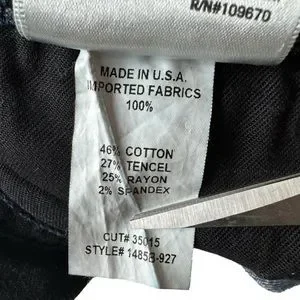 R/N#109670
MADE IN U.S.A.
IMPORTED FABRICS
100%
46% COTTON
27% TENCEL
25% RAYON
2% SPANDEX
CUT# 35015
STYLE# 1485B-927